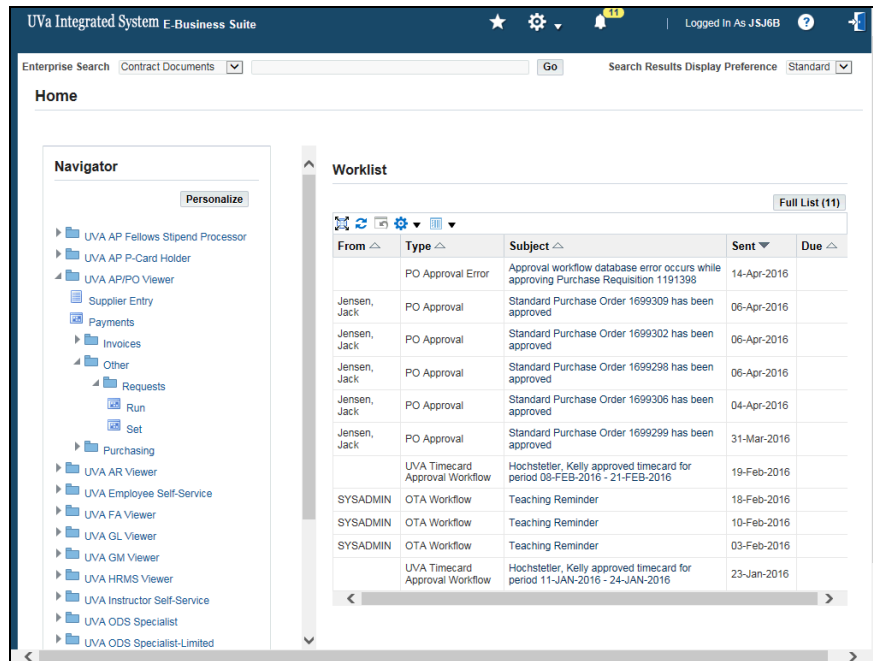 UVa Integrated System E-Business Suite
11
Logged In As JSJ6B
?
Enterprise Search Contract Documents Go Search Results Display Preference Standard
Home
Navigator
Personalize
UVA AP Fellows Stipend Processor
UVA AP P-Card Holder
UVA AP/PO Viewer
Supplier Entry
Payments
Invoices
Other
Requests
Run
Set
Purchasing
UVA AR Viewer
UVA Employee Self-Service
UVA FA Viewer
UVA GL Viewer
UVA GM Viewer
UVA HRMS Viewer
UVA Instructor Self-Service
UVA ODS Specialist
UVA ODS Specialist-Limited
Worklist
Full List (11)
From Type Subject Sent Due
PO Approval Error Approval workflow database error occurs while 14-Apr-2016
approving Purchase Requisition 1191398
Jensen, PO Approval Standard Purchase Order 1699309 has been 06-Apr-2016
Jack approved
Jensen, PO Approval Standard Purchase Order 1699302 has been 06-Apr-2016
Jack approved
Jensen, PO Approval Standard Purchase Order 1699298 has been 06-Apr-2016
Jack approved
Jensen, PO Approval Standard Purchase Order 1699306 has been 04-Apr-2016
Jack approved
Jensen, PO Approval Standard Purchase Order 1699299 has been 31-Mar-2016
Jack approved
UVA Timecard Hochstetler, Kelly approved timecard for 19-Feb-2016
Approval Workflow period 08-FEB-2016 - 21-FEB-2016
SYSADMIN OTA Workflow Teaching Reminder 18-Feb-2016
SYSADMIN OTA Workflow Teaching Reminder 10-Feb-2016
SYSADMIN OTA Workflow Teaching Reminder 03-Feb-2016
UVA Timecard Hochstetler, Kelly approved timecard for 23-Jan-2016
Approval Workflow period 11-JAN-2016 - 24-JAN-2016